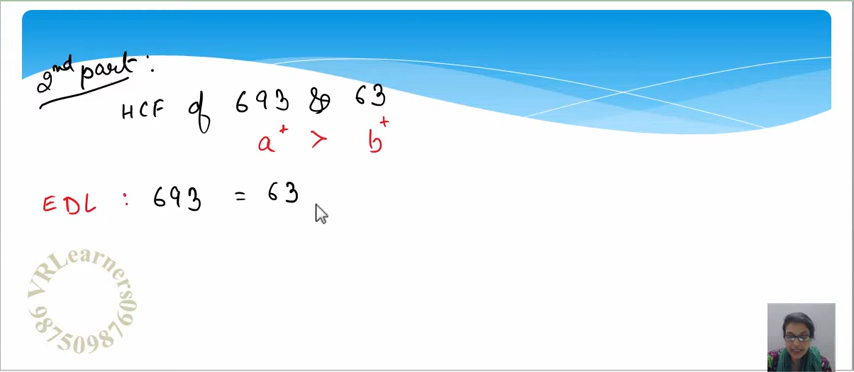 2nd part :
HCF of 693 & 63
a+ > b+
EDL : 693 = 63
VRLearners
9875098760